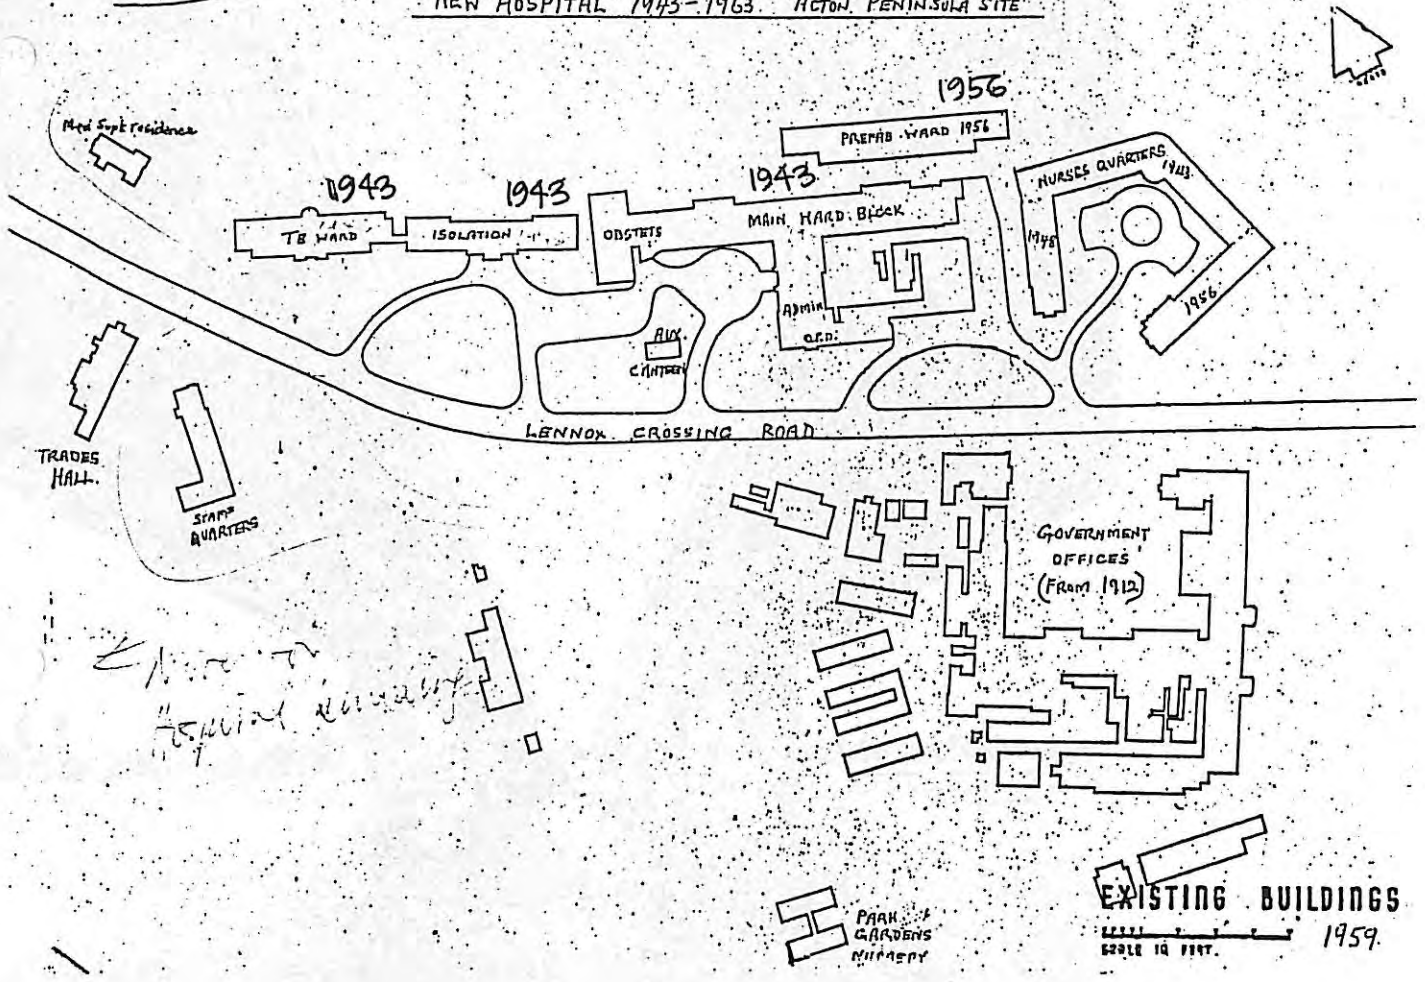 NEW HOSPITAL 1943-1963. ACTON PENINSULA SITE
1956
PREFAB WARD 1956
Med Supt residence
1943
1943
1943
NURSES QUARTERS
1943
TB WARD
ISOLATION
OBSTETS
MAIN WARD BLOCK
1948
1956
ADMIN
O.P.D.
AUX.
CANTEEN
LENNOX CROSSING ROAD
TRADES
HALL.
STAFF
QUARTERS
GOVERNMENT
OFFICES
(FROM 1912)
Hospital
PARK
GARDENS
NURSERY
EXISTING BUILDINGS
1959.
SCALE IN FEET.